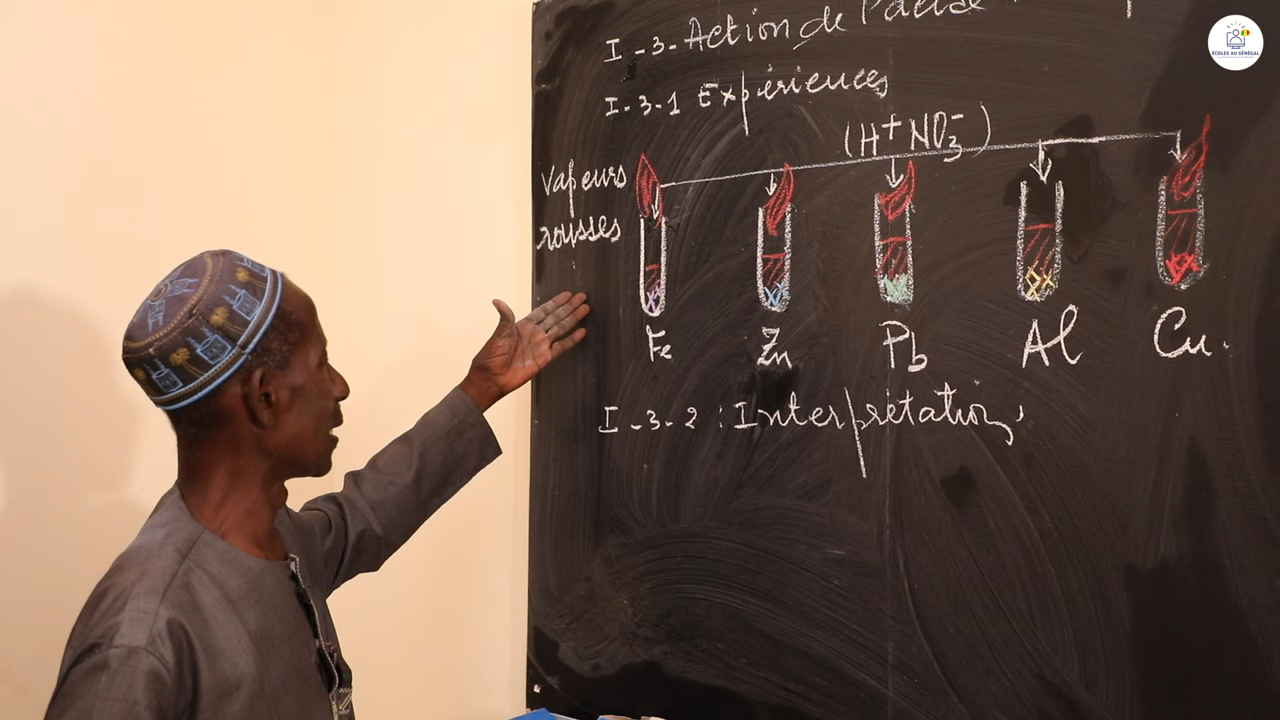 I-3- Action de l'acide
I-3-1 Expériences
(H⁺ NO₃⁻)
Vapeurs
rousses
Fe Zn Pb Al Cu.
I-3-2 : Interprétation
ÉCOLES AU SÉNÉGAL